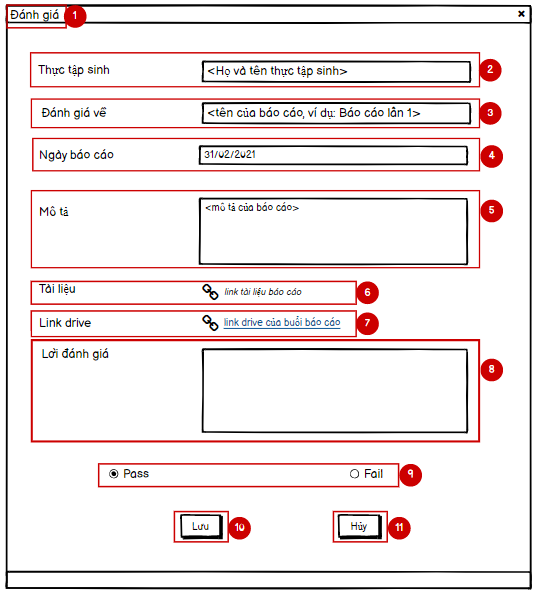 Đánh giá 1 ×
Thực tập sinh <Họ và tên thực tập sinh> 2
Đánh giá về <tên của báo cáo, ví dụ: Báo cáo lần 1> 3
Ngày báo cáo 31/02/2021 4
Mô tả <mô tả của báo cáo> 5
Tài liệu link tài liệu báo cáo 6
Link drive link drive của buổi báo cáo 7
Lời đánh giá 8
Pass Fail 9
Lưu 10 Hủy 11